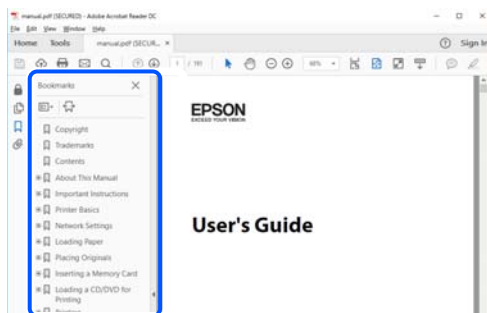 manual.pdf (SECURED) - Adobe Acrobat Reader DC
File Edit View Window Help
Home Tools manual.pdf (SECUR... ×
Sign In
1 / 191
Bookmarks
EPSON
EXCEED YOUR VISION
Copyright
Trademarks
Contents
About This Manual
Important Instructions
Printer Basics
Network Settings
User's Guide
Loading Paper
Placing Originals
Inserting a Memory Card
Loading a CD/DVD for
Printing